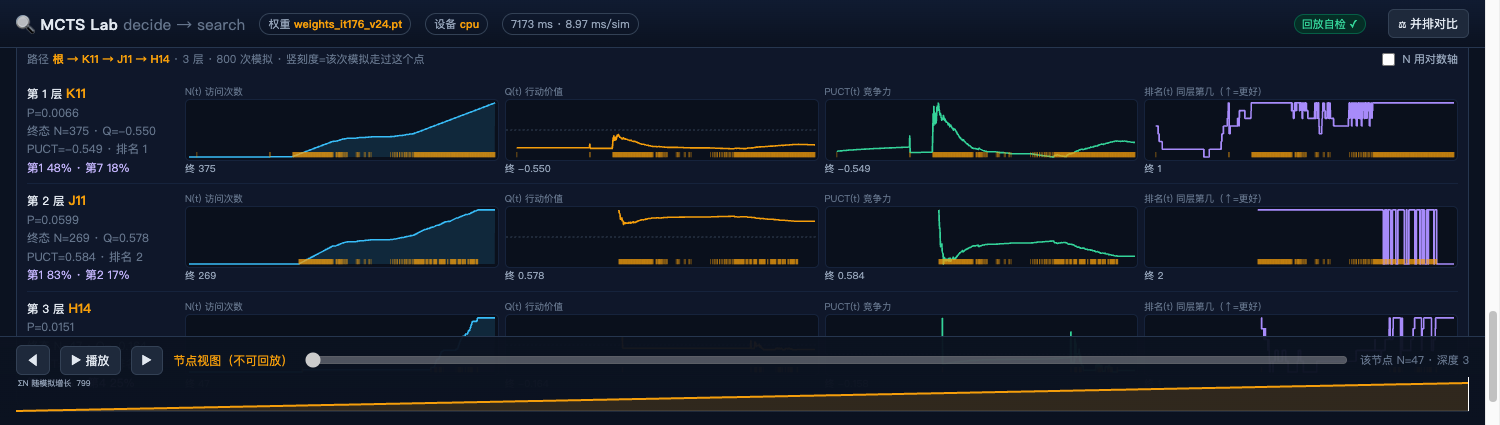 MCTS Lab decide → search
权重 weights_it176_v24.pt
设备 cpu
7173 ms · 8.97 ms/sim
回放自检 ✓
⚖ 并排对比
路径 根 → K11 → J11 → H14 · 3 层 · 800 次模拟 · 竖刻度=该次模拟走过这个点
N 用对数轴
第 1 层 K11
P=0.0066
终态 N=375 · Q=−0.550
PUCT=−0.549 · 排名 1
第1 48% · 第7 18%
N(t) 访问次数
终 375
Q(t) 行动价值
终 −0.550
PUCT(t) 竞争力
终 −0.549
排名(t) 同层第几（↑=更好）
终 1
第 2 层 J11
P=0.0599
终态 N=269 · Q=0.578
PUCT=0.584 · 排名 2
第1 83% · 第2 17%
N(t) 访问次数
终 269
Q(t) 行动价值
终 0.578
PUCT(t) 竞争力
终 0.584
排名(t) 同层第几（↑=更好）
终 2
第 3 层 H14
P=0.0151
N(t) 访问次数
Q(t) 行动价值
PUCT(t) 竞争力
排名(t) 同层第几（↑=更好）
◀
▶ 播放
▶
节点视图（不可回放）
该节点 N=47 · 深度 3
ΣN 随模拟增长 799